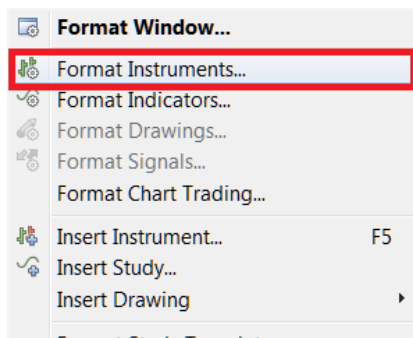 Format Window...
Format Instruments...
Format Indicators...
Format Drawings...
Format Signals...
Format Chart Trading...
Insert Instrument... F5
Insert Study...
Insert Drawing